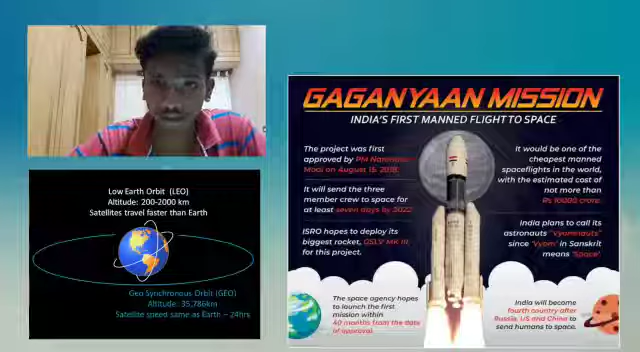 Low Earth Orbit (LEO)
Altitude: 200-2000 km
Satellites travel faster than Earth
Geo Synchronous Orbit (GEO)
Altitude: 35,786km
Satellite speed same as Earth – 24hrs
GAGANYAAN MISSION
INDIA'S FIRST MANNED FLIGHT TO SPACE
The project was first
approved by PM Narendra
Modi on August 15, 2018.
It will send the three
member crew to space for
at least seven days by 2022
ISRO hopes to deploy its
biggest rocket, GSLV MK III,
for this project.
The space agency hopes
to launch the first
mission within
40 months from the date
of approval.
It would be one of the
cheapest manned
spaceflights in the world,
with the estimated cost of
not more than
Rs 10000 crore.
India plans to call its
astronauts "Vyomnauts"
since 'Vyom' in Sanskrit
means 'Space'.
India will become
fourth country after
Russia, US and China to
send humans to space.